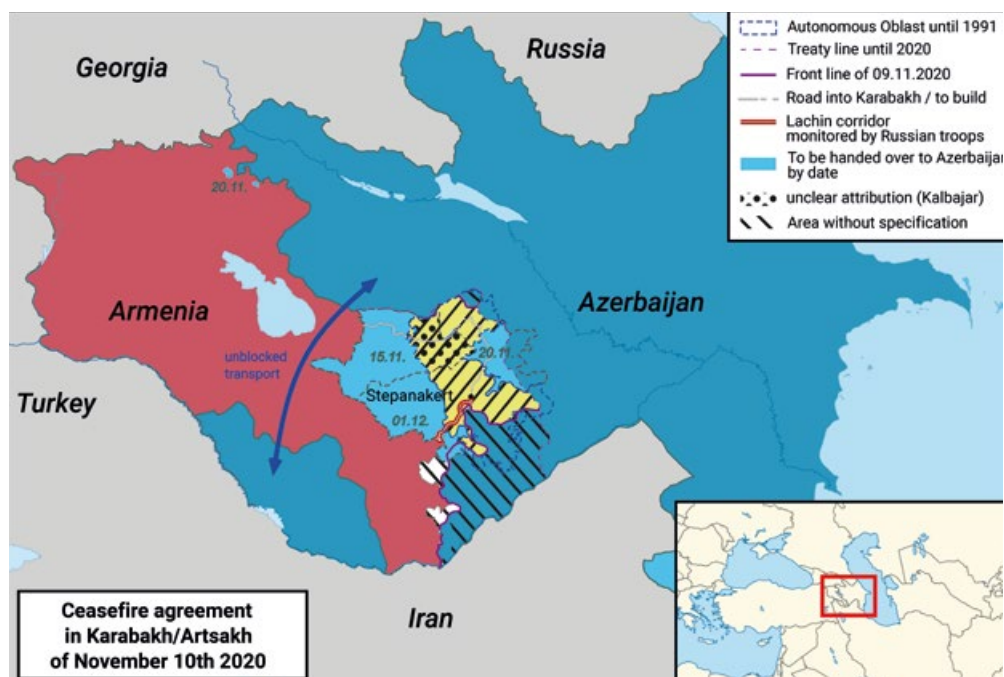 Georgia
Russia
Armenia
Azerbaijan
Turkey
Iran
20.11.
15.11.
20.11.
Stepanakert
01.12.
unblocked
transport
Autonomous Oblast until 1991
Treaty line until 2020
Front line of 09.11.2020
Road into Karabakh / to build
Lachin corridor
monitored by Russian troops
To be handed over to Azerbaijan
by date
unclear attribution (Kalbajar)
Area without specification
Ceasefire agreement
in Karabakh/Artsakh
of November 10th 2020